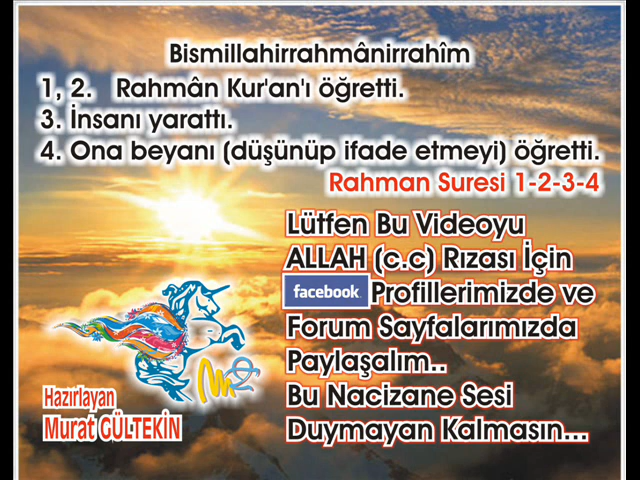 Bismillahirrahmânirrahîm
1, 2. Rahmân Kur'an'ı öğretti.
3. İnsanı yarattı.
4. Ona beyanı (düşünüp ifade etmeyi) öğretti.
Rahman Suresi 1-2-3-4
Lütfen Bu Videoyu
ALLAH (c.c) Rızası İçin
facebook Profillerimizde ve
Forum Sayfalarımızda
Paylaşalım..
Bu Nacizane Sesi
Duymayan Kalmasın...
Hazırlayan
Murat GÜLTEKİN